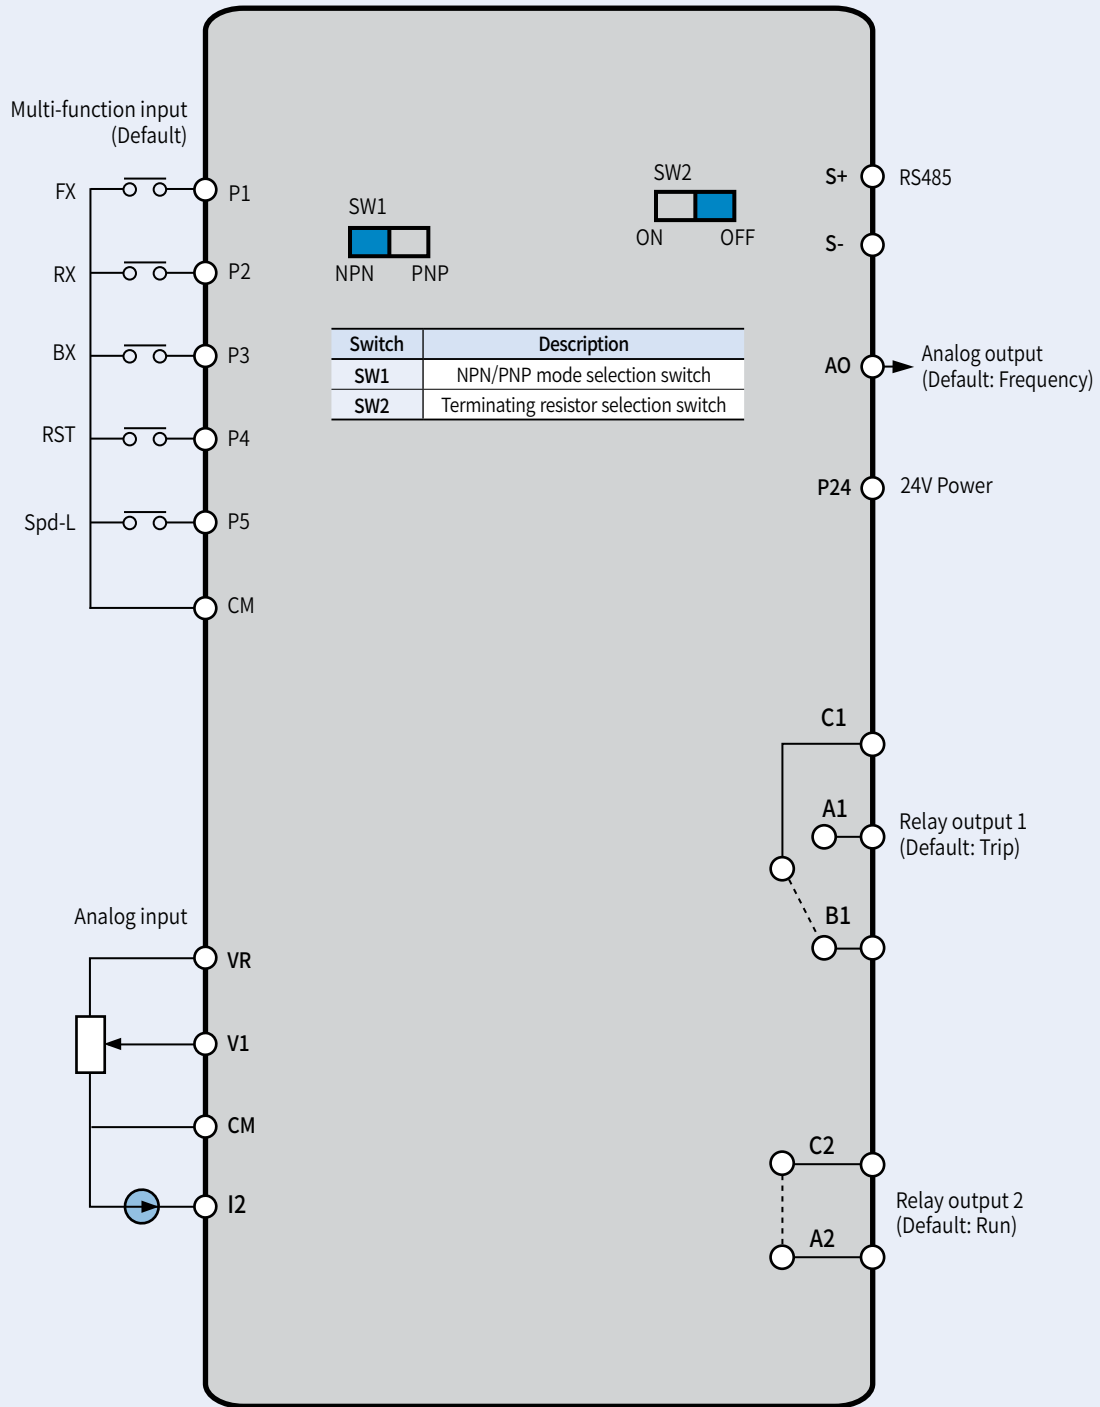 Multi-function input
(Default)
FX
P1
RX
P2
BX
P3
RST
P4
Spd-L
P5
CM
SW1
NPN PNP
SW2
ON OFF
Switch Description
SW1 NPN/PNP mode selection switch
SW2 Terminating resistor selection switch
S+ RS485
S-
AO Analog output
(Default: Frequency)
P24 24V Power
C1
A1 Relay output 1
(Default: Trip)
B1
Analog input
VR
V1
CM
I2
C2
Relay output 2
(Default: Run)
A2